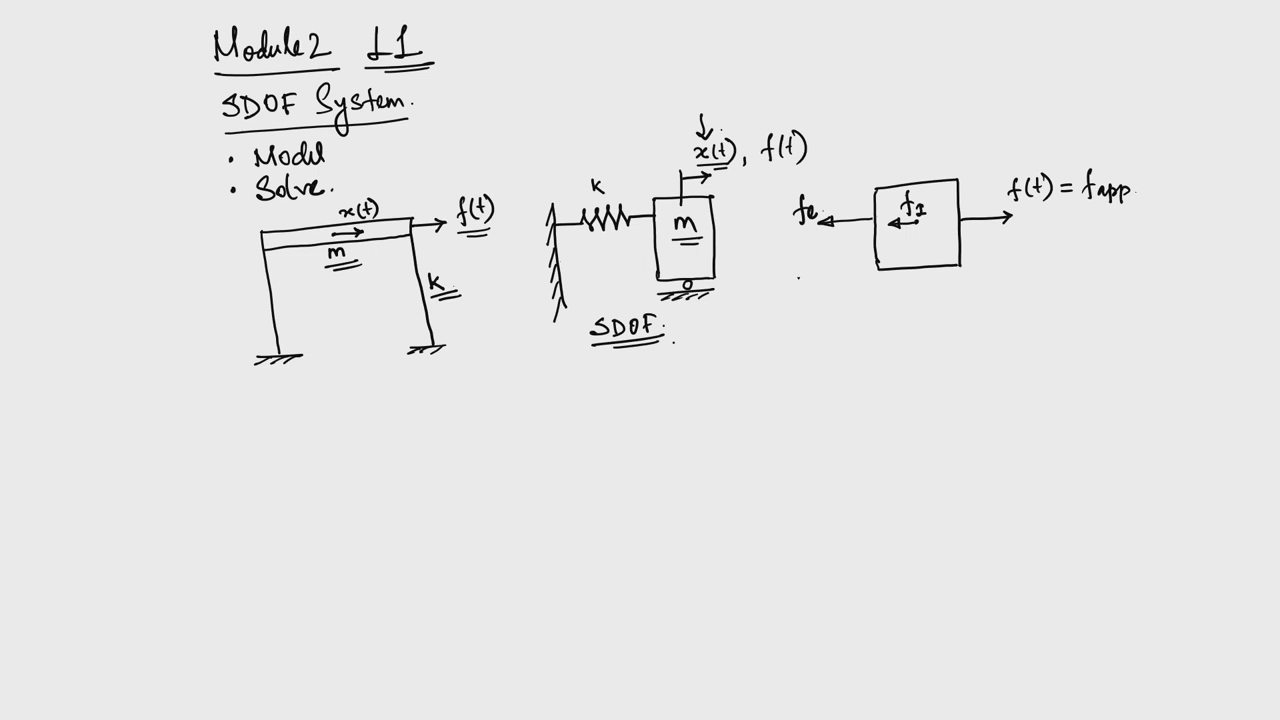 Module 2 L1
SDOF System.
• Model
• Solve.
x(t)
f(t)
m
k
k
x(t), f(t)
m
SDOF.
fe
fI
f(t) = fapp.